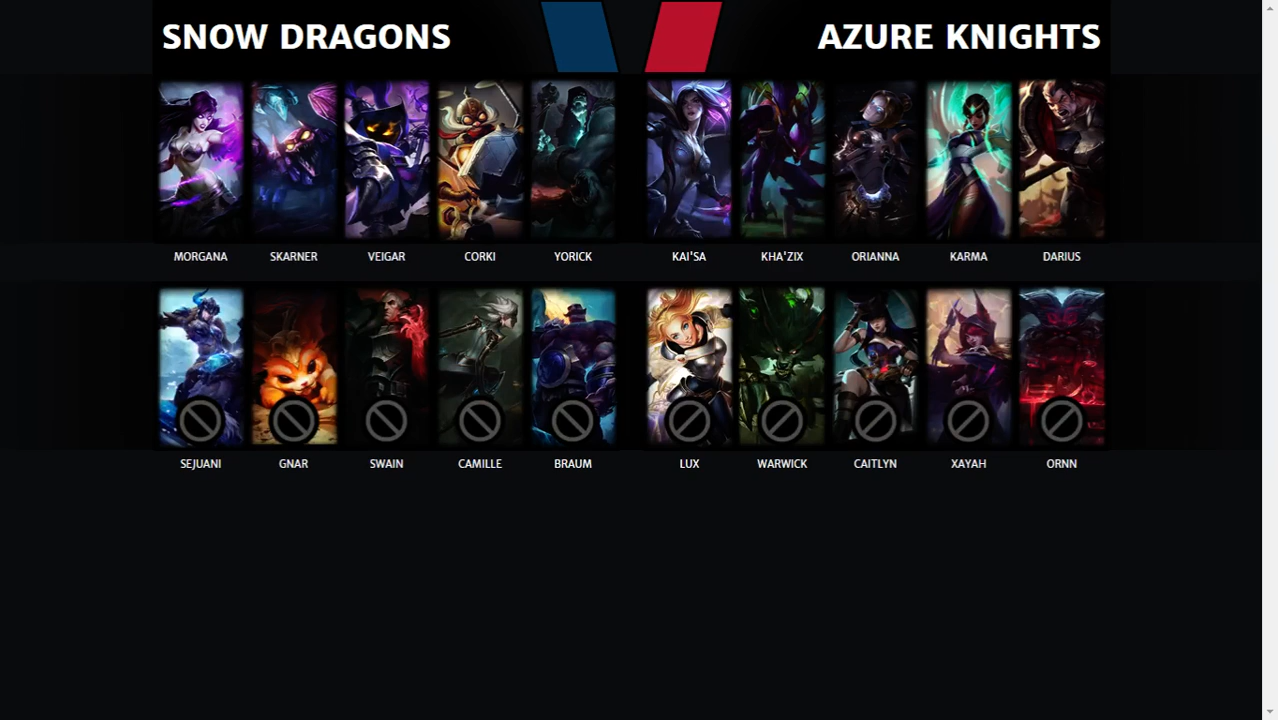 SNOW DRAGONS AZURE KNIGHTS
MORGANA SKARNER VEIGAR CORKI YORICK KAI'SA KHA'ZIX ORIANNA KARMA DARIUS
SEJUANI GNAR SWAIN CAMILLE BRAUM LUX WARWICK CAITLYN XAYAH ORNN